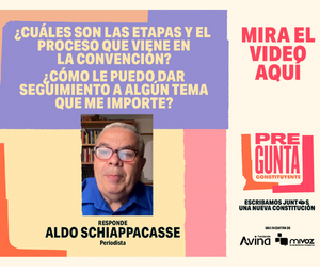 ¿CUÁLES SON LAS ETAPAS Y EL
PROCESO QUE VIENE EN
LA CONVENCIÓN?
¿CÓMO LE PUEDO DAR
SEGUIMIENTO A ALGÚN TEMA
QUE ME IMPORTE?
MIRA EL
VIDEO
AQUÍ
RESPONDE
ALDO SCHIAPPACASSE
Periodista
PRE
GUNTA
CONSTITUYENTE
ESCRIBAMOS JUNT●S
UNA NUEVA CONSTITUCIÓN
Fundación
Avina
mivoz